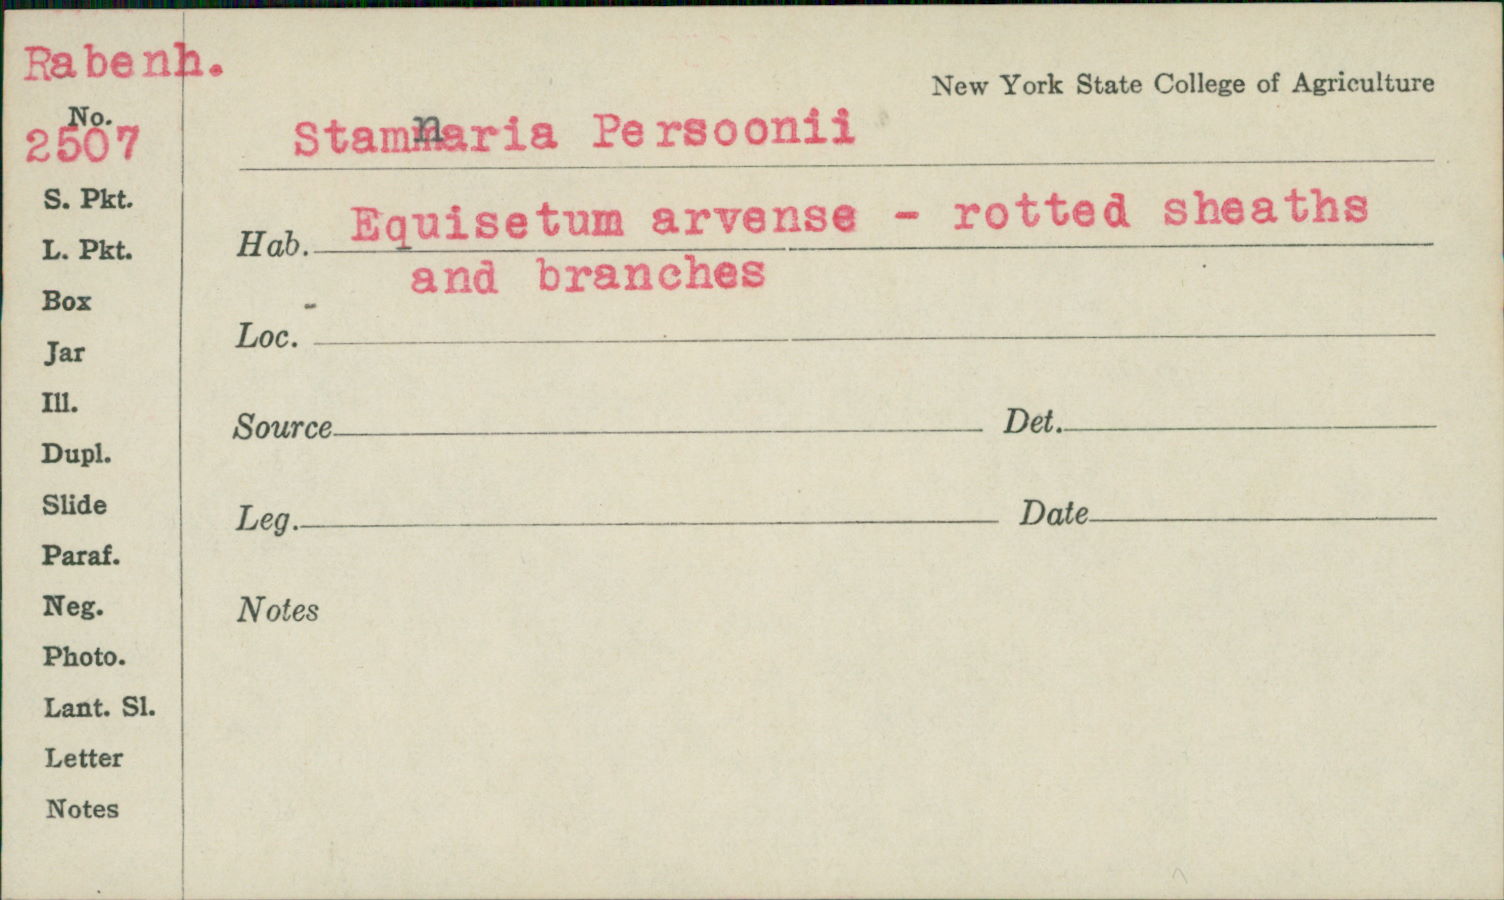 Rabenh.
New York State College of Agriculture
No.
2507
Stamnaria Persoonii
S. Pkt.
Hab. Equisetum arvense - rotted sheaths
and branches
L. Pkt.
Box
Loc.
Jar
Ill.
Source Det.
Dupl.
Slide
Leg. Date
Paraf.
Neg.
Notes
Photo.
Lant. Sl.
Letter
Notes